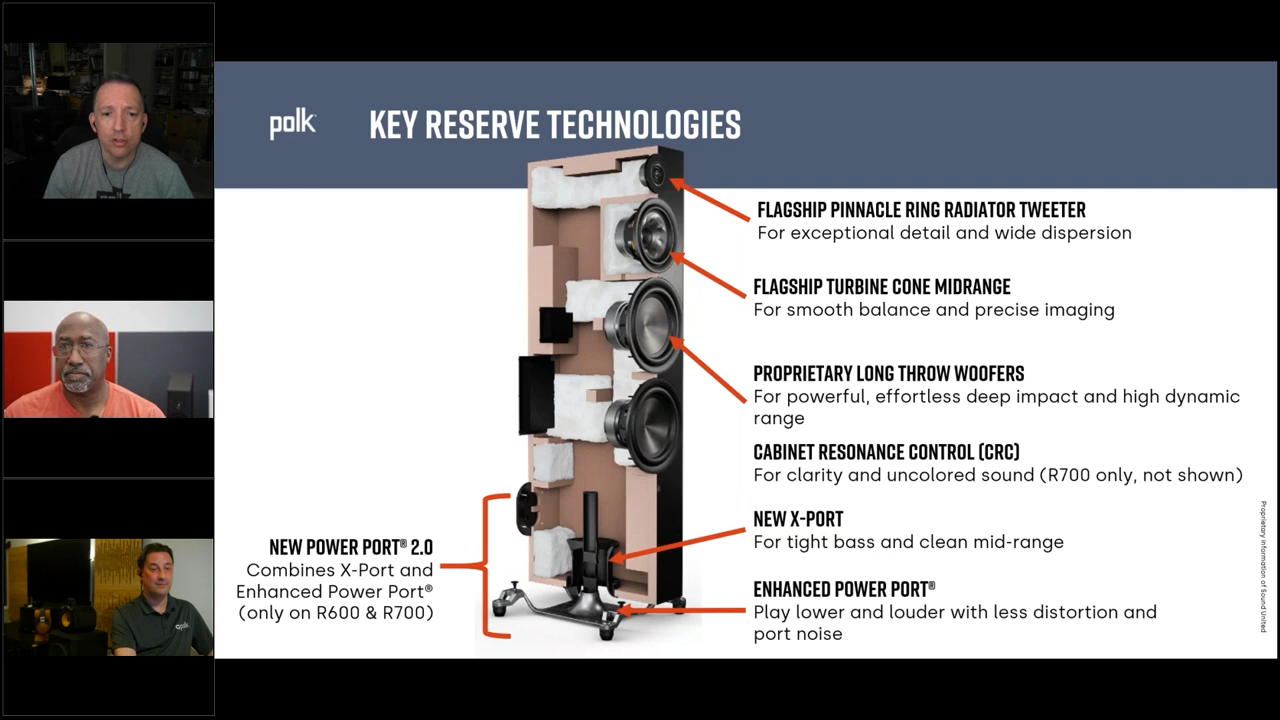 polk
KEY RESERVE TECHNOLOGIES
FLAGSHIP PINNACLE RING RADIATOR TWEETER
For exceptional detail and wide dispersion
FLAGSHIP TURBINE CONE MIDRANGE
For smooth balance and precise imaging
PROPRIETARY LONG THROW WOOFERS
For powerful, effortless deep impact and high dynamic
range
CABINET RESONANCE CONTROL (CRC)
For clarity and uncolored sound (R700 only, not shown)
NEW X-PORT
For tight bass and clean mid-range
ENHANCED POWER PORT®
Play lower and louder with less distortion and
port noise
NEW POWER PORT® 2.0
Combines X-Port and
Enhanced Power Port®
(only on R600 & R700)
Proprietary information of Sound United
polk